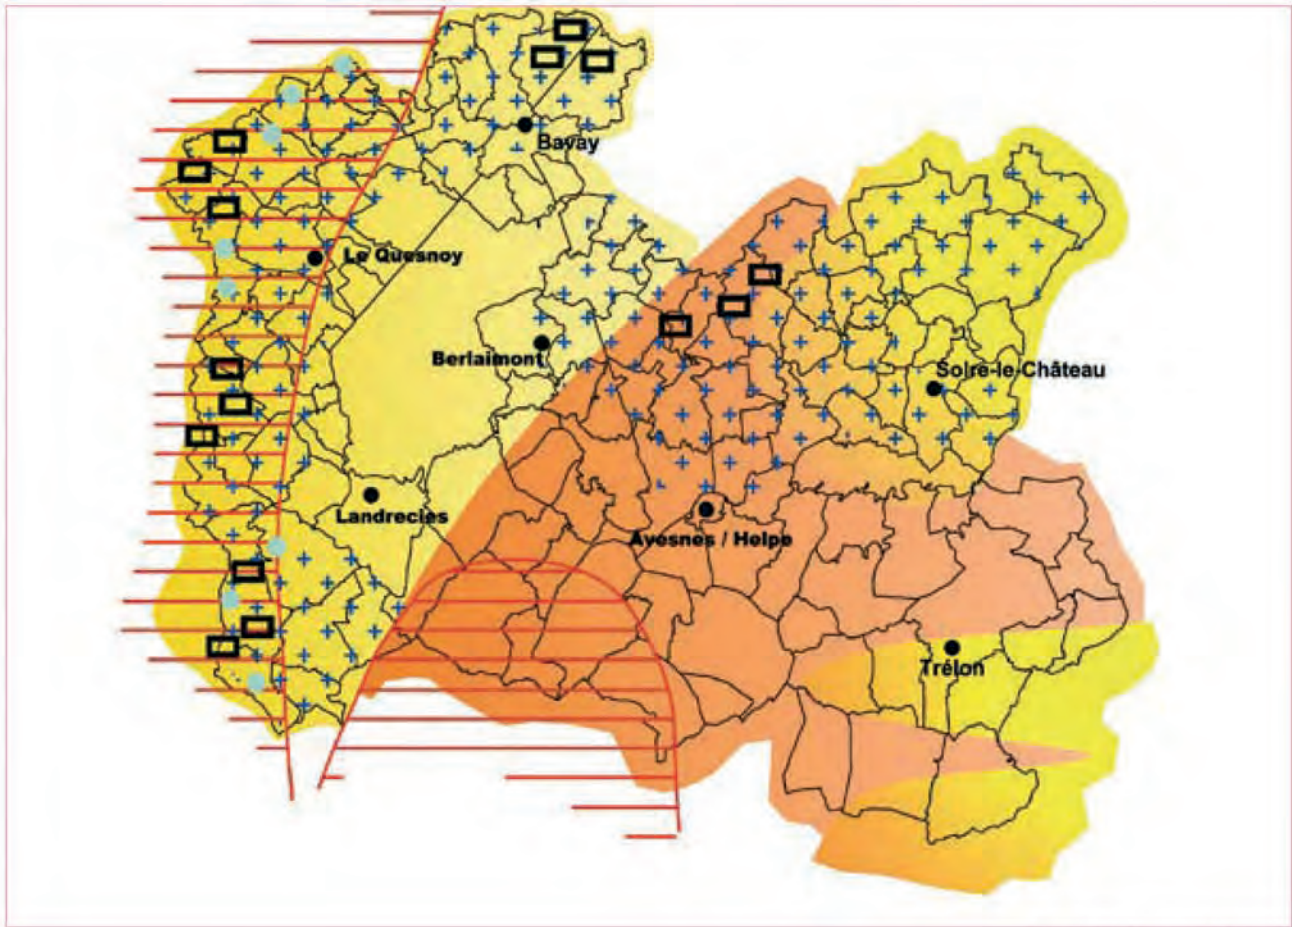 Bavay
Le Quesnoy
Berlaimont
Solre-le-Château
Landrecies
Avesnes / Helpe
Trélon